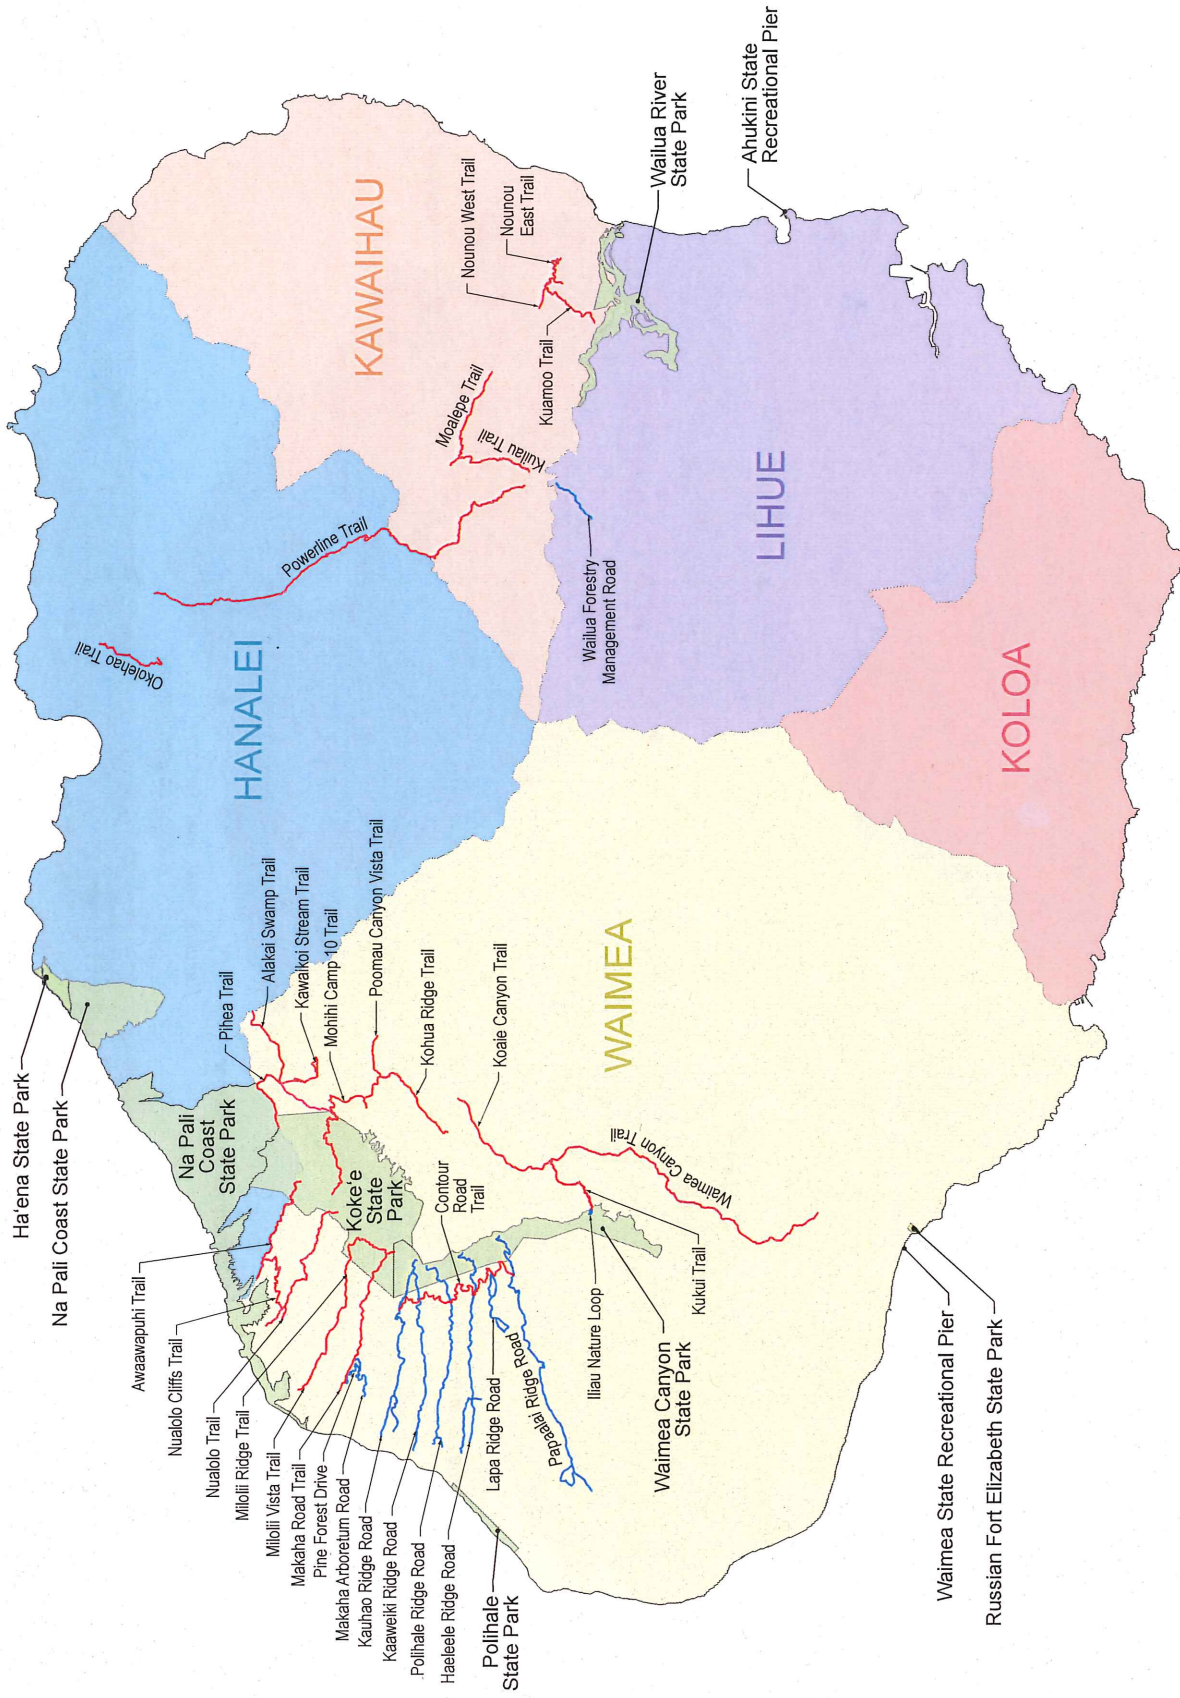 Ha'ena State Park
Na Pali Coast State Park
Na Pali
Coast
State Park
Awaawapuhi Trail
Nualolo Cliffs Trail
Nualolo Trail
Milolii Ridge Trail
Milolii Vista Trail
Makaha Road Trail
Pine Forest Drive
Makaha Arboretum Road
Kauhao Ridge Road
Kaaweiki Ridge Road
Polihale Ridge Road
Haeleele Ridge Road
Polihale
State Park
Lapa Ridge Road
Papaalai Ridge Road
Contour
Road
Trail
Koke'e
State
Park
Pihea Trail
Alakai Swamp Trail
Kawaikoi Stream Trail
Mohihi Camp 10 Trail
Poomau Canyon Vista Trail
Kohua Ridge Trail
Koaie Canyon Trail
Waimea Canyon Trail
Kukui Trail
Iliau Nature Loop
Waimea Canyon
State Park
WAIMEA
Waimea State Recreational Pier
Russian Fort Elizabeth State Park
HANALEI
Okolehao Trail
Powerline Trail
KAWAIHAU
Moalepe Trail
Kuilau Trail
Nounou West Trail
Nounou
East Trail
Kuamoo Trail
Wailua River
State Park
Ahukini State
Recreational Pier
Wailua Forestry
Management Road
LIHUE
KOLOA